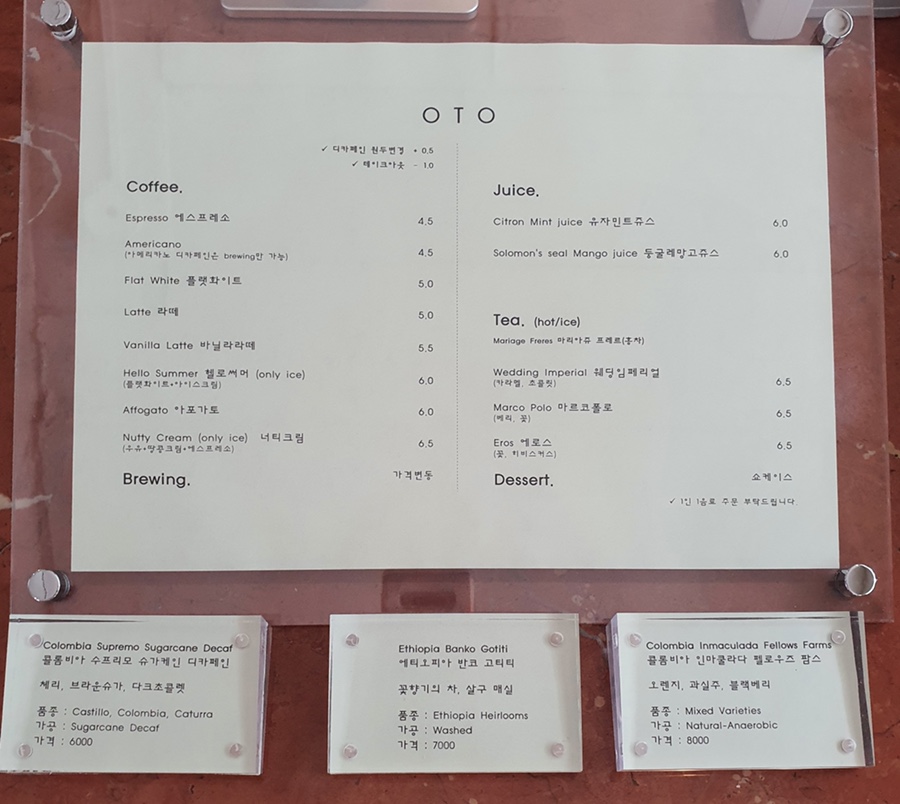 OTO
✓ 디카페인 원두변경 + 0.5
✓ 테이크아웃 - 1.0
Coffee.
Espresso 에스프레소 4.5
Americano 4.5
(아메리카노 디카페인은 brewing만 가능)
Flat White 플랫화이트 5.0
Latte 라떼 5.0
Vanilla Latte 바닐라라떼 5.5
Hello Summer 헬로써머 (only ice) 6.0
(플랫화이트+아이스크림)
Affogato 아포가토 6.0
Nutty Cream (only ice) 너티크림 6.5
(우유+땅콩크림+에스프레소)
Brewing. 가격변동
Juice.
Citron Mint juice 유자민트쥬스 6.0
Solomon's seal Mango juice 둥굴레망고쥬스 6.0
Tea. (hot/ice)
Mariage Freres 마리아쥬 프레르(홍차)
Wedding Imperial 웨딩임페리얼 6.5
(카라멜, 초콜릿)
Marco Polo 마르코폴로 6.5
(베리, 꽃)
Eros 에로스 6.5
(꽃, 히비스커스)
Dessert. 쇼케이스
✓ 1인 1음료 주문 부탁드립니다.
Colombia Supremo Sugarcane Decaf
콜롬비아 수프리모 슈가케인 디카페인
체리, 브라운슈가, 다크초콜렛
품종 : Castillo, Colombia, Caturra
가공 : Sugarcane Decaf
가격 : 6000
Ethiopia Banko Gotiti
에티오피아 반코 고티티
꽃향기의 차, 살구 매실
품종 : Ethiopia Heirlooms
가공 : Washed
가격 : 7000
Colombia Inmaculada Fellows Farms
콜롬비아 인마쿨라다 펠로우즈 팜스
오렌지, 과실주, 블랙베리
품종 : Mixed Varieties
가공 : Natural-Anaerobic
가격 : 8000